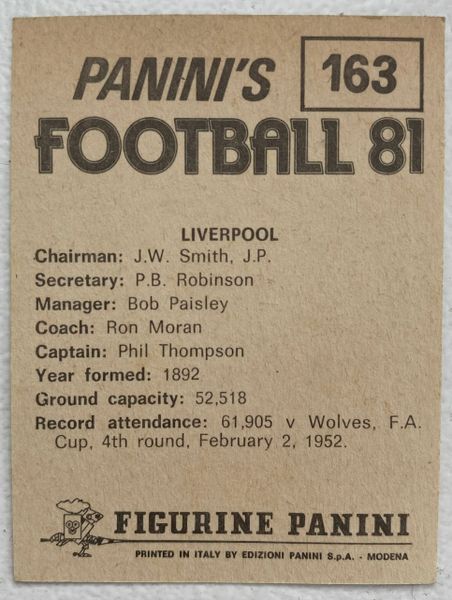 PANINI'S
163
FOOTBALL 81
LIVERPOOL
Chairman: J.W. Smith, J.P.
Secretary: P.B. Robinson
Manager: Bob Paisley
Coach: Ron Moran
Captain: Phil Thompson
Year formed: 1892
Ground capacity: 52,518
Record attendance: 61,905 v Wolves, F.A.
Cup, 4th round, February 2, 1952.
FIGURINE PANINI
PRINTED IN ITALY BY EDIZIONI PANINI S.p.A. - MODENA